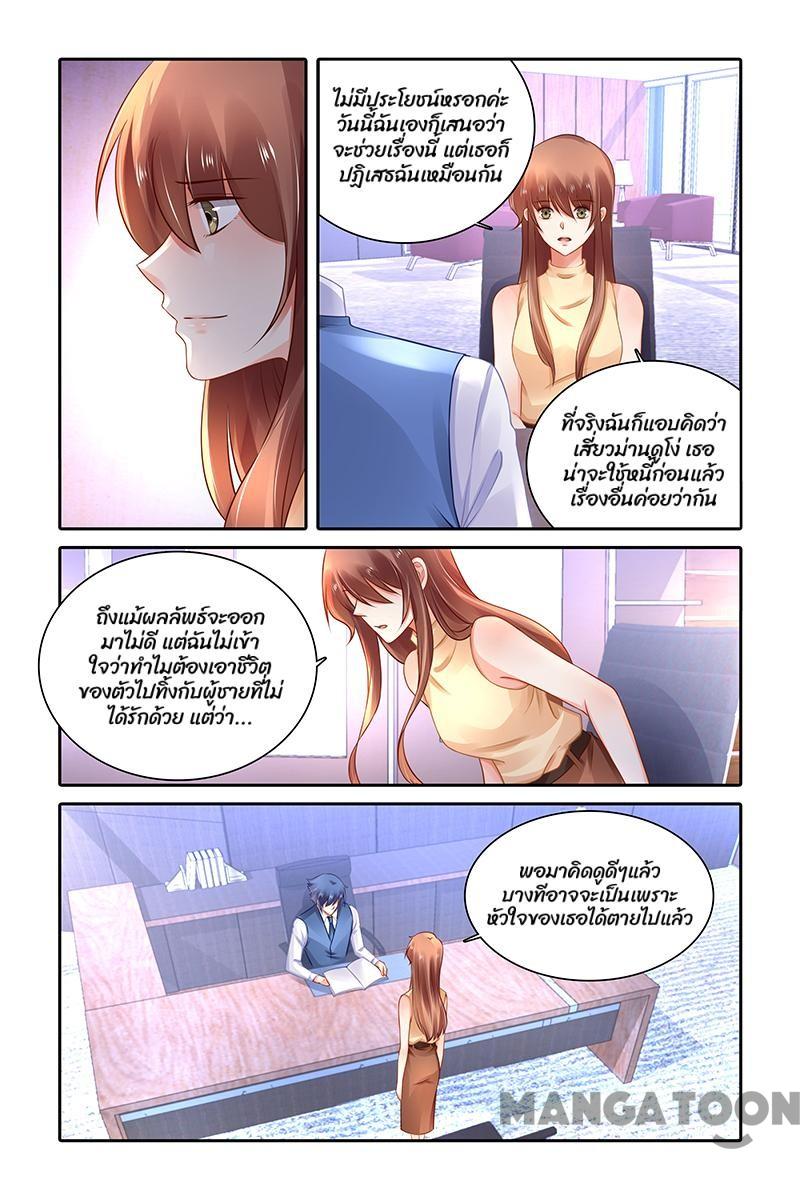 ไม่มีประโยชน์หรอกค่ะ
วันนี้ฉันเองก็เสนอว่า
จะช่วยเรื่องนี้ แต่เธอก็
ปฏิเสธฉันเหมือนกัน
ที่จริงฉันก็แอบคิดว่า
เสี่ยวม่านดูโง่ เธอ
น่าจะใช้หนี้ก่อนแล้ว
เรื่องอื่นค่อยว่ากัน
ถึงแม้ผลลัพธ์จะออก
มาไม่ดี แต่ฉันไม่เข้า
ใจว่าทำไมต้องเอาชีวิต
ของตัวไปทิ้งกับผู้ชายที่ไม่
ได้รักด้วย แต่ว่า...
พอมาคิดดูดีๆแล้ว
บางทีอาจจะเป็นเพราะ
หัวใจของเธอได้ตายไปแล้ว
MANGATOON